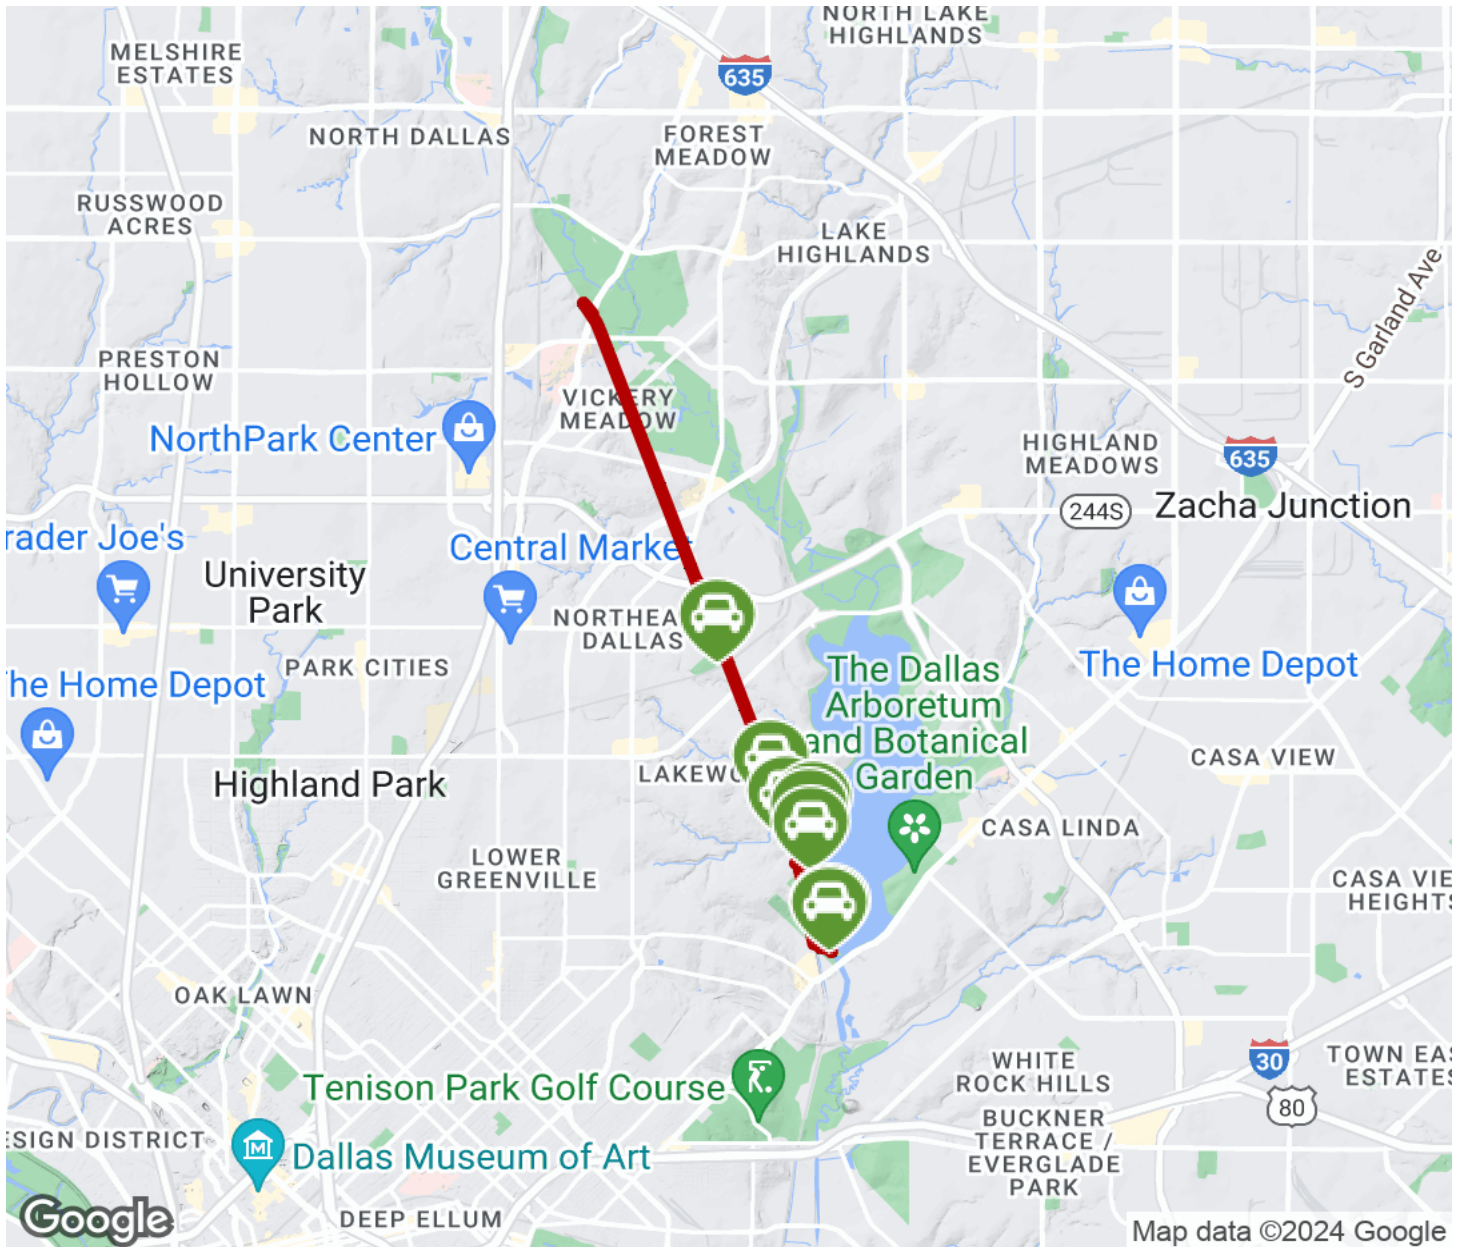 NORTH LAKE
HIGHLANDS
MELSHIRE
ESTATES
635
NORTH DALLAS
FOREST
MEADOW
RUSSWOOD
ACRES
LAKE
HIGHLANDS
S Garland Ave
PRESTON
HOLLOW
VICKERY
MEADOW
NorthPark Center
HIGHLAND
MEADOWS
635
244S
Zacha Junction
rader Joe's
Central Market
University
Park
NORTHEA
DALLAS
PARK CITIES
The Dallas
Arboretum
and Botanical
Garden
The Home Depot
he Home Depot
CASA VIEW
LAKEWO
Highland Park
CASA LINDA
LOWER
GREENVILLE
CASA VIE
HEIGHTS
OAK LAWN
WHITE
ROCK HILLS
30
TOWN EAS
ESTATES
Tenison Park Golf Course
80
BUCKNER
TERRACE /
EVERGLADE
PARK
ESIGN DISTRICT
M
Dallas Museum of Art
DEEP ELLUM
Google
Map data ©2024 Google